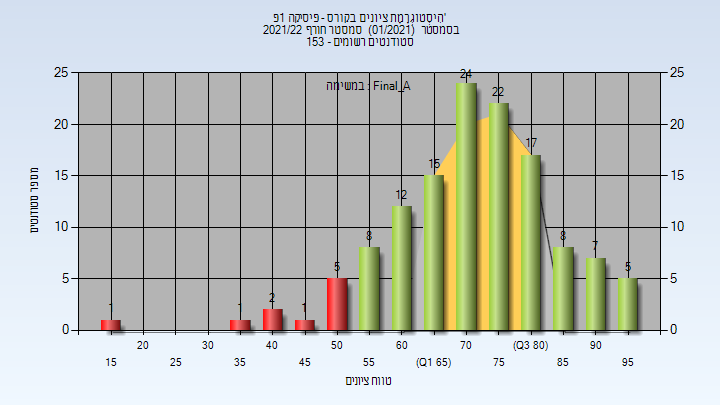 היסטוגרמת ציונים בקורס - פיסיקה 1פ'
בסמסטר (01/2021) סמסטר חורף 2021/22
סטודנטים רשומים - 153
במשימה : Final_A
מספר סטודנטים
25 25
20 20
15 15
10 10
5 5
0 0
1 1 2 1 5 8 12 15 24 22 17 8 7 5
20 30 40 50 60 70 (Q3 80) 90
15 25 35 45 55 (Q1 65) 75 85 95
טווח ציונים